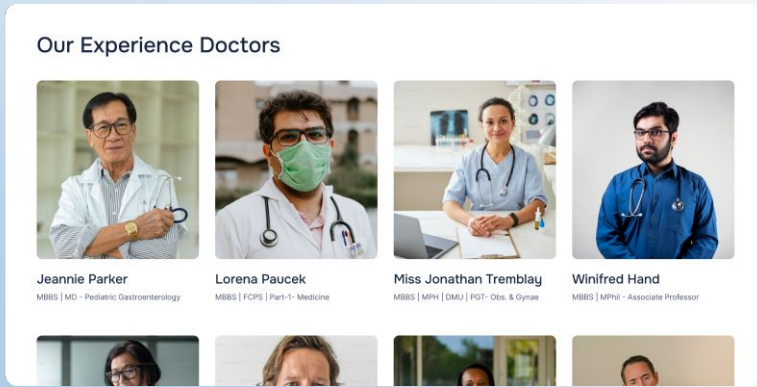 Our Experience Doctors
Jeannie Parker
MBBS | MD - Pediatric Gastroenterology
Lorena Paucek
MBBS | FCPS | Part-1- Medicine
Miss Jonathan Tremblay
MBBS | MPH | DMU | PGT- Obs. & Gynae
Winifred Hand
MBBS | MPhil - Associate Professor